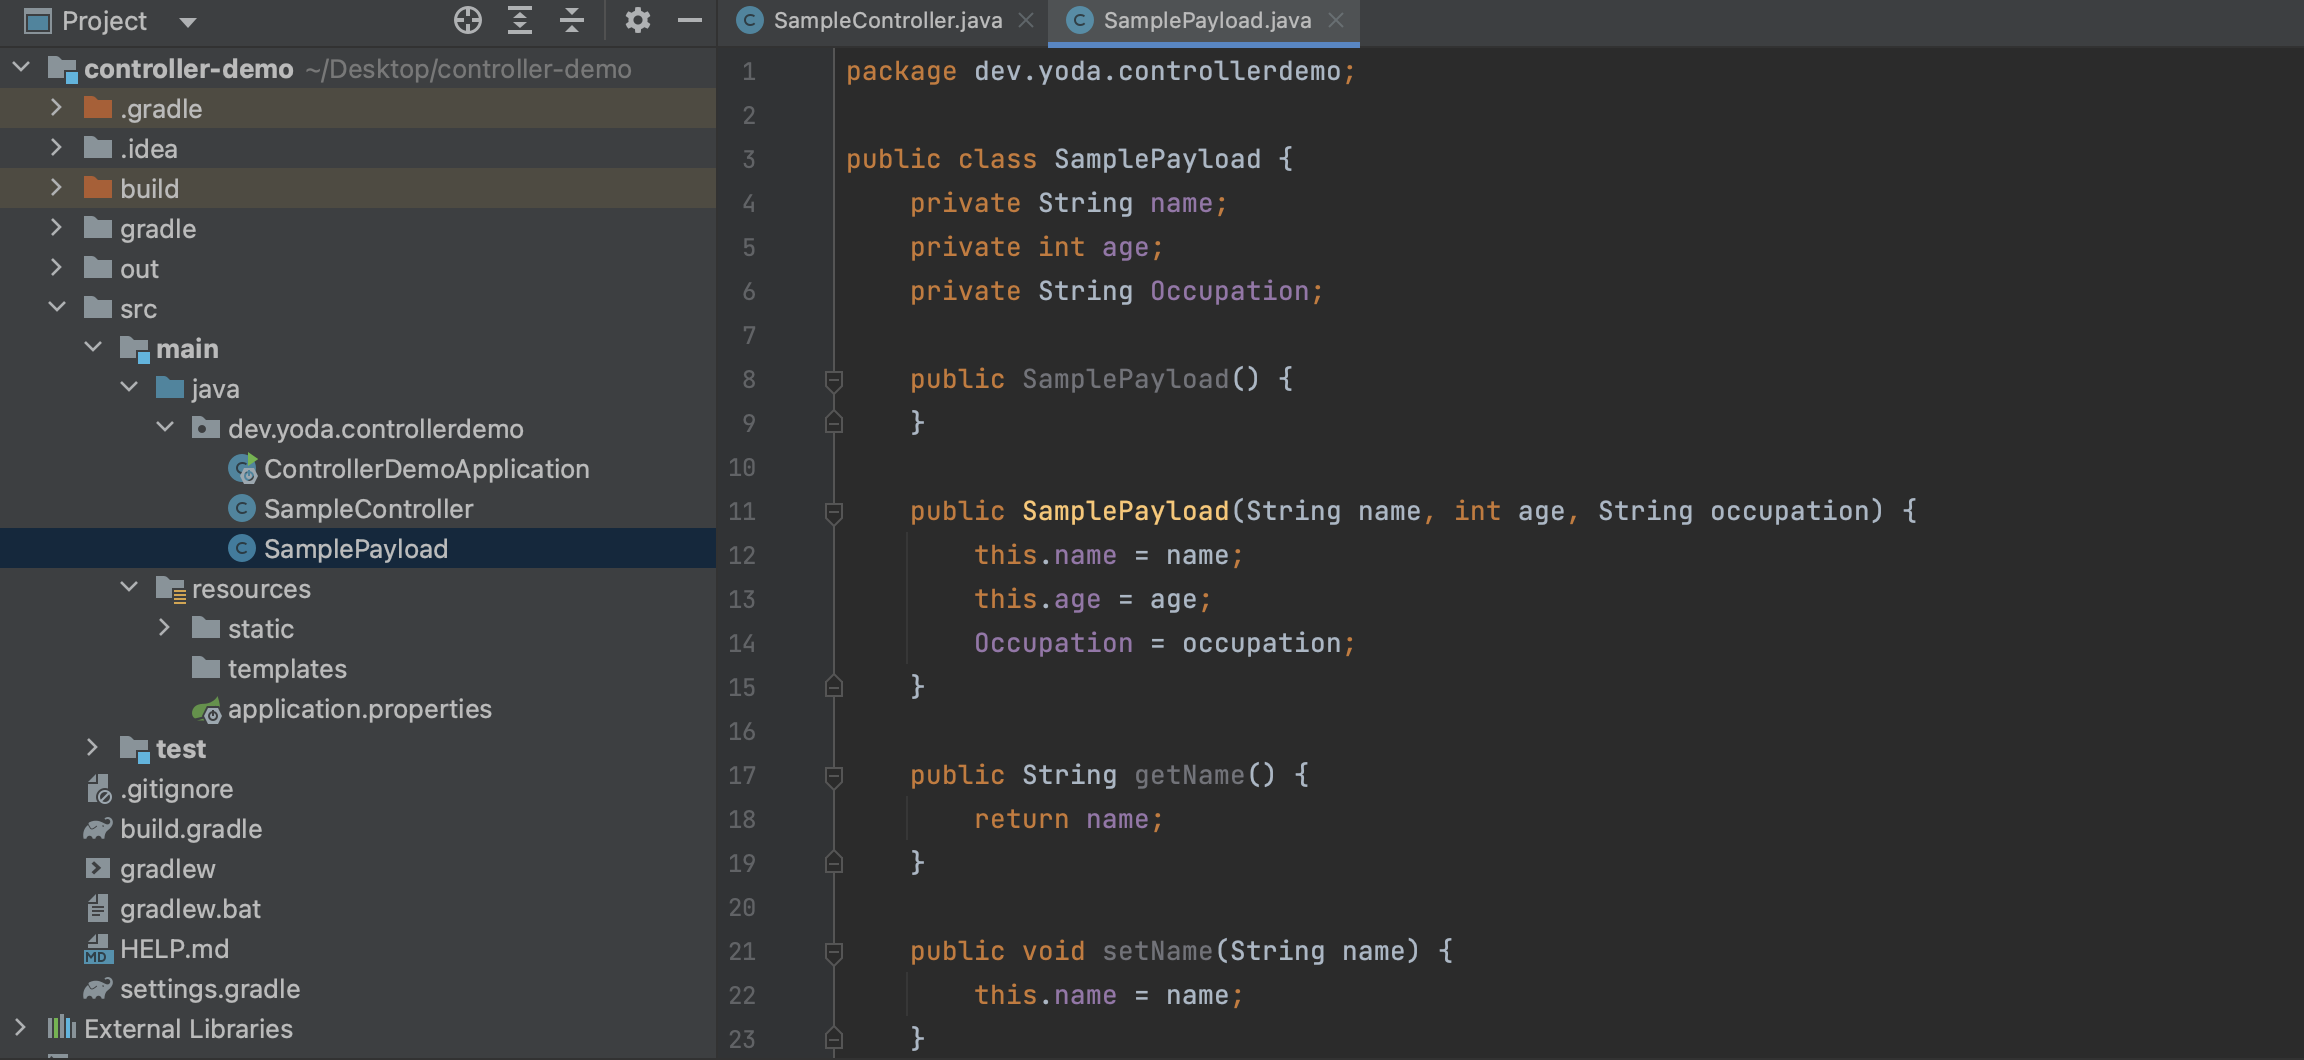 Project
controller-demo ~/Desktop/controller-demo
.gradle
.idea
build
gradle
out
src
main
java
dev.yoda.controllerdemo
C ControllerDemoApplication
C SampleController
C SamplePayload
resources
static
templates
application.properties
test
.gitignore
build.gradle
gradlew
gradlew.bat
MD HELP.md
settings.gradle
External Libraries
C SampleController.java
C SamplePayload.java
1 package dev.yoda.controllerdemo;
2
3 public class SamplePayload {
4 private String name;
5 private int age;
6 private String Occupation;
7
8 public SamplePayload() {
9 }
10
11 public SamplePayload(String name, int age, String occupation) {
12 this.name = name;
13 this.age = age;
14 Occupation = occupation;
15 }
16
17 public String getName() {
18 return name;
19 }
20
21 public void setName(String name) {
22 this.name = name;
23 }